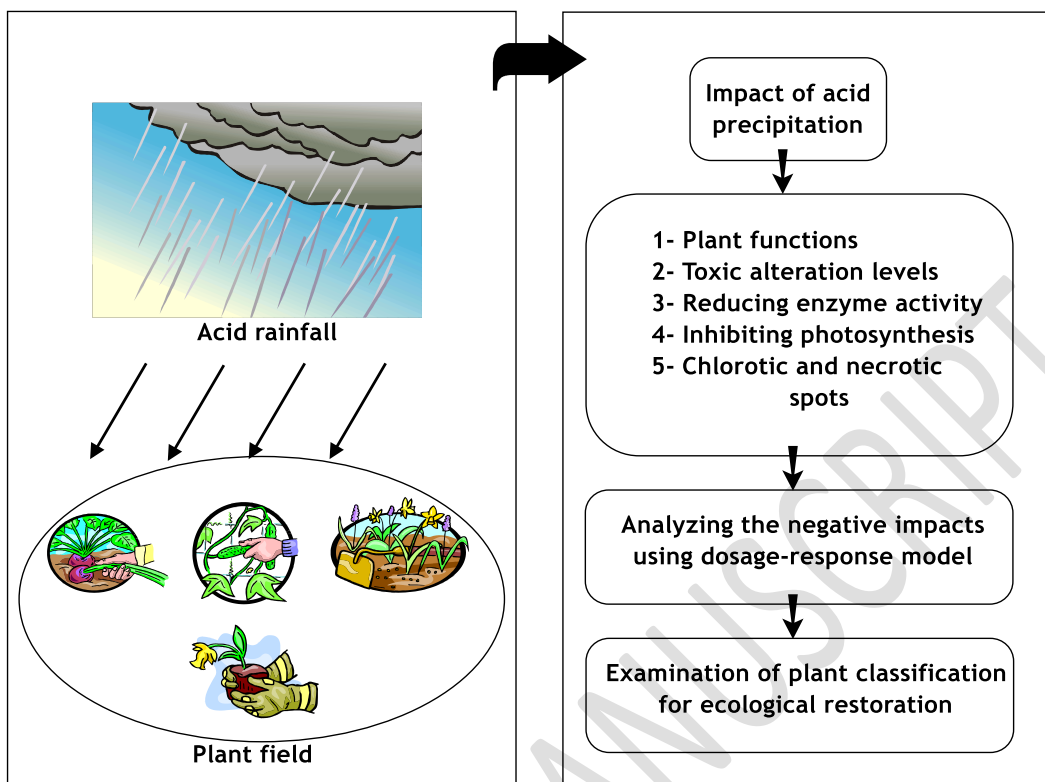 Acid rainfall
Plant field
Impact of acid
precipitation
1- Plant functions
2- Toxic alteration levels
3- Reducing enzyme activity
4- Inhibiting photosynthesis
5- Chlorotic and necrotic
spots
Analyzing the negative impacts
using dosage-response model
Examination of plant classification
for ecological restoration
ANUSCRIPT